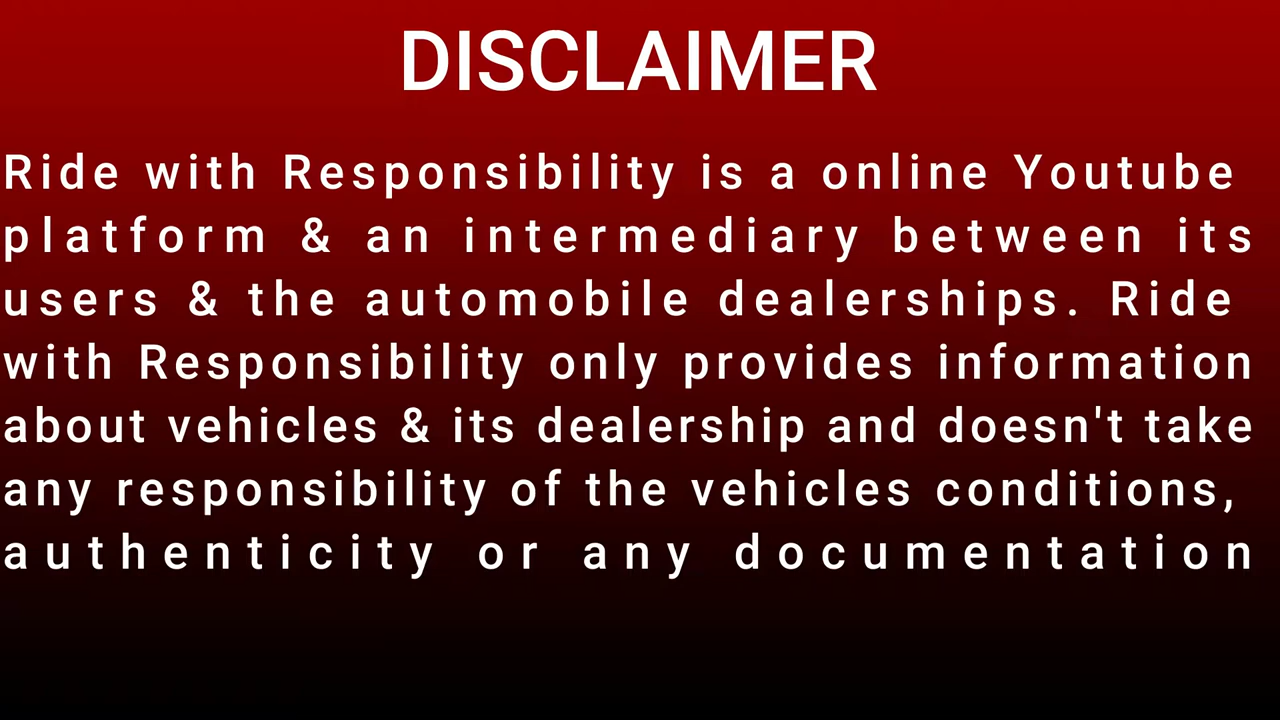 DISCLAIMER
Ride with Responsibility is a online Youtube
platform & an intermediary between its
users & the automobile dealerships. Ride
with Responsibility only provides information
about vehicles & its dealership and doesn't take
any responsibility of the vehicles conditions,
authenticity or any documentation